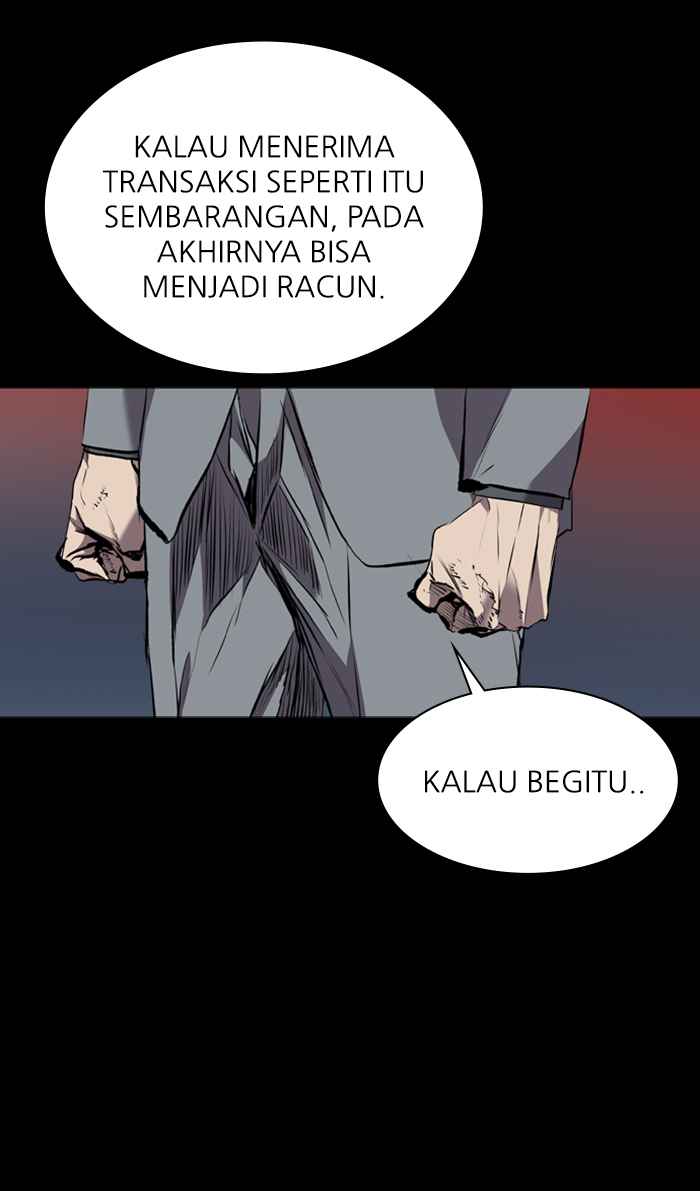 KALAU MENERIMA
TRANSAKSI SEPERTI ITU
SEMBARANGAN, PADA
AKHIRNYA BISA
MENJADI RACUN.
KALAU BEGITU..